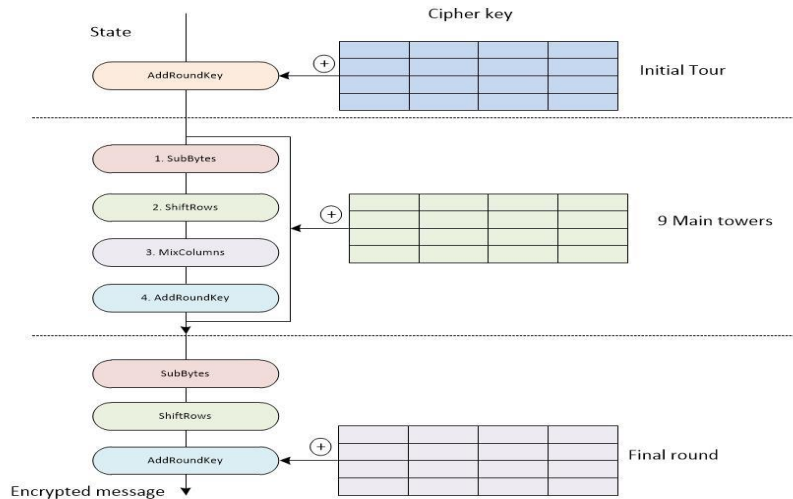 Cipher key
State
+
AddRoundKey
Initial Tour
1. SubBytes
2. ShiftRows
+
9 Main towers
3. MixColumns
4. AddRoundKey
SubBytes
ShiftRows
+
AddRoundKey
Final round
Encrypted message